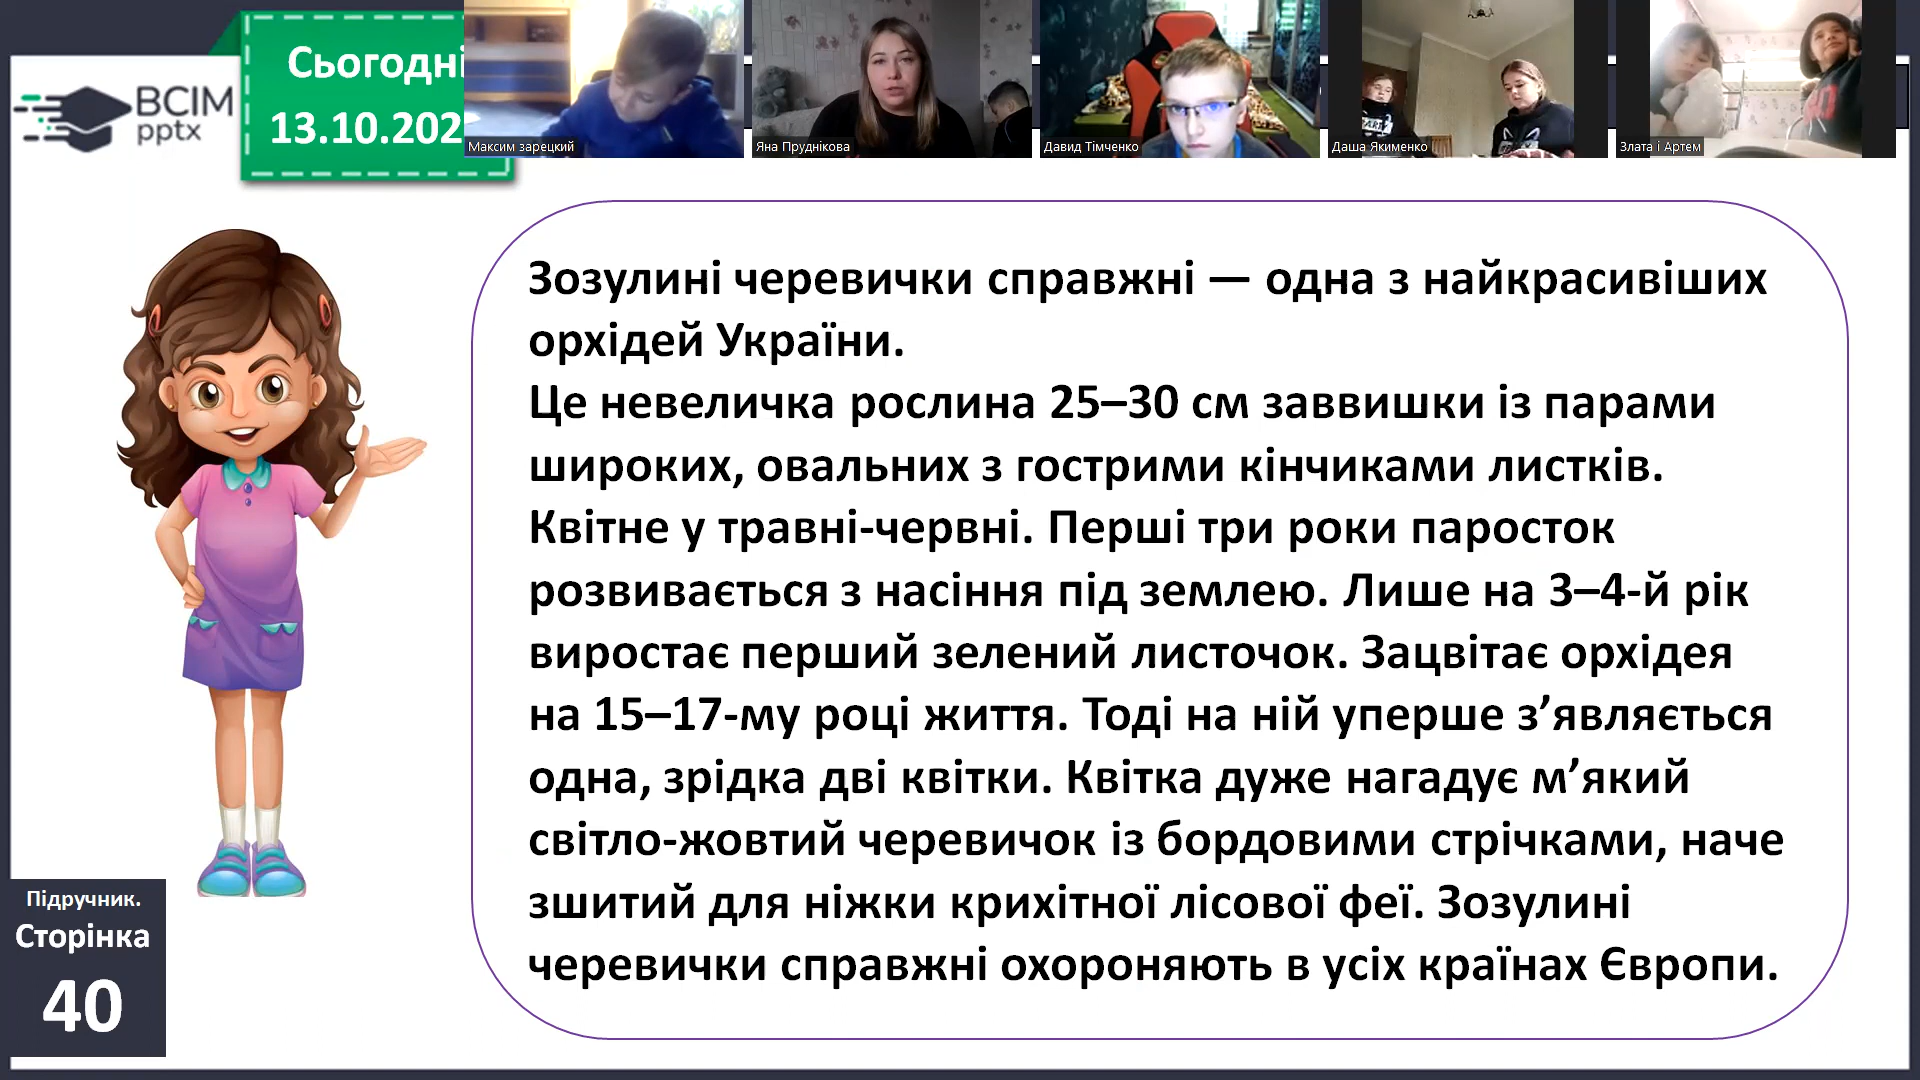 Сьогодні
13.10.202
BCIM
pptx
Максим зарецкий
Яна Пруднікова
Давид Тімченко
Даша Якименко
Злата і Артем
Зозулині черевички справжні — одна з найкрасивіших
орхідей України.
Це невеличка рослина 25–30 см заввишки із парами
широких, овальних з гострими кінчиками листків.
Квітне у травні-червні. Перші три роки паросток
розвивається з насіння під землею. Лише на 3–4-й рік
виростає перший зелений листочок. Зацвітає орхідея
на 15–17-му році життя. Тоді на ній уперше з’являється
одна, зрідка дві квітки. Квітка дуже нагадує м’який
світло-жовтий черевичок із бордовими стрічками, наче
зшитий для ніжки крихітної лісової феї. Зозулині
черевички справжні охороняють в усіх країнах Європи.
Підручник.
Сторінка
40